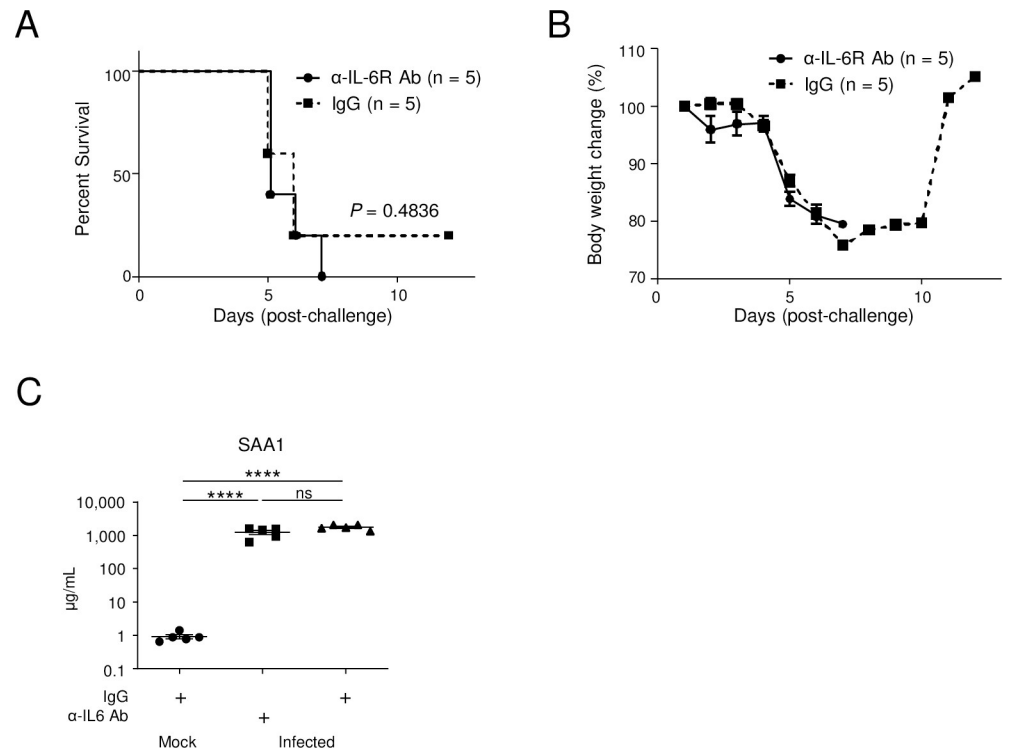 A
100
50
0
0
5
10
Percent Survival
Days (post-challenge)
α-IL-6R Ab (n = 5)
IgG (n = 5)
P = 0.4836
B
110
100
90
80
70
0
5
10
Body weight change (%)
Days (post-challenge)
α-IL-6R Ab (n = 5)
IgG (n = 5)
C
SAA1
****
**** ns
10,000
1,000
100
10
1
0.1
µg/mL
IgG + +
α-IL6 Ab +
Mock Infected